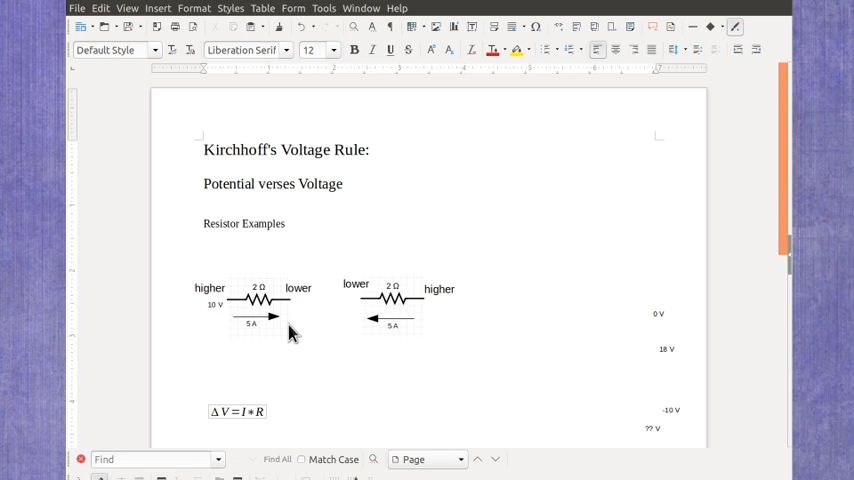 File Edit View Insert Format Styles Table Form Tools Window Help
Default Style Liberation Serif 12
Kirchhoff's Voltage Rule:
Potential verses Voltage
Resistor Examples
higher 2 Ω lower
10 V
5 A
lower 2 Ω higher
5 A
0 V
18 V
Δ V = I ∗ R
-10 V
?? V
Find Find All Match Case Page